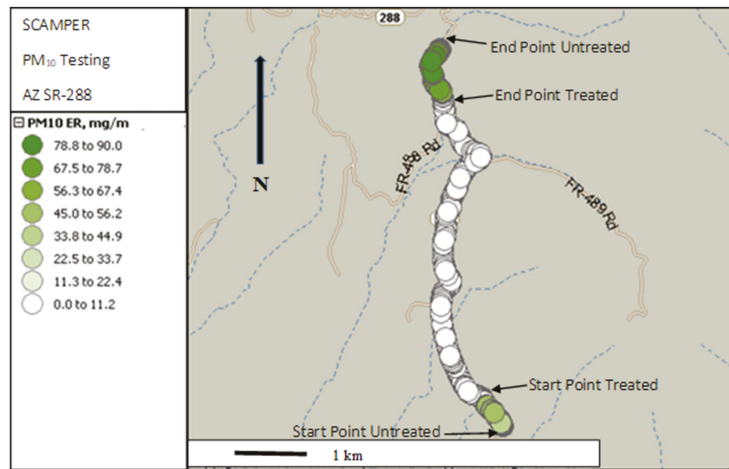 SCAMPER
PM₁₀ Testing
AZ SR-288
PM10 ER, mg/m
78.8 to 90.0
67.5 to 78.7
56.3 to 67.4
45.0 to 56.2
33.8 to 44.9
22.5 to 33.7
11.3 to 22.4
0.0 to 11.2
288
End Point Untreated
End Point Treated
N
FR-488 Rd
FR-489 Rd
Start Point Treated
Start Point Untreated
1 km